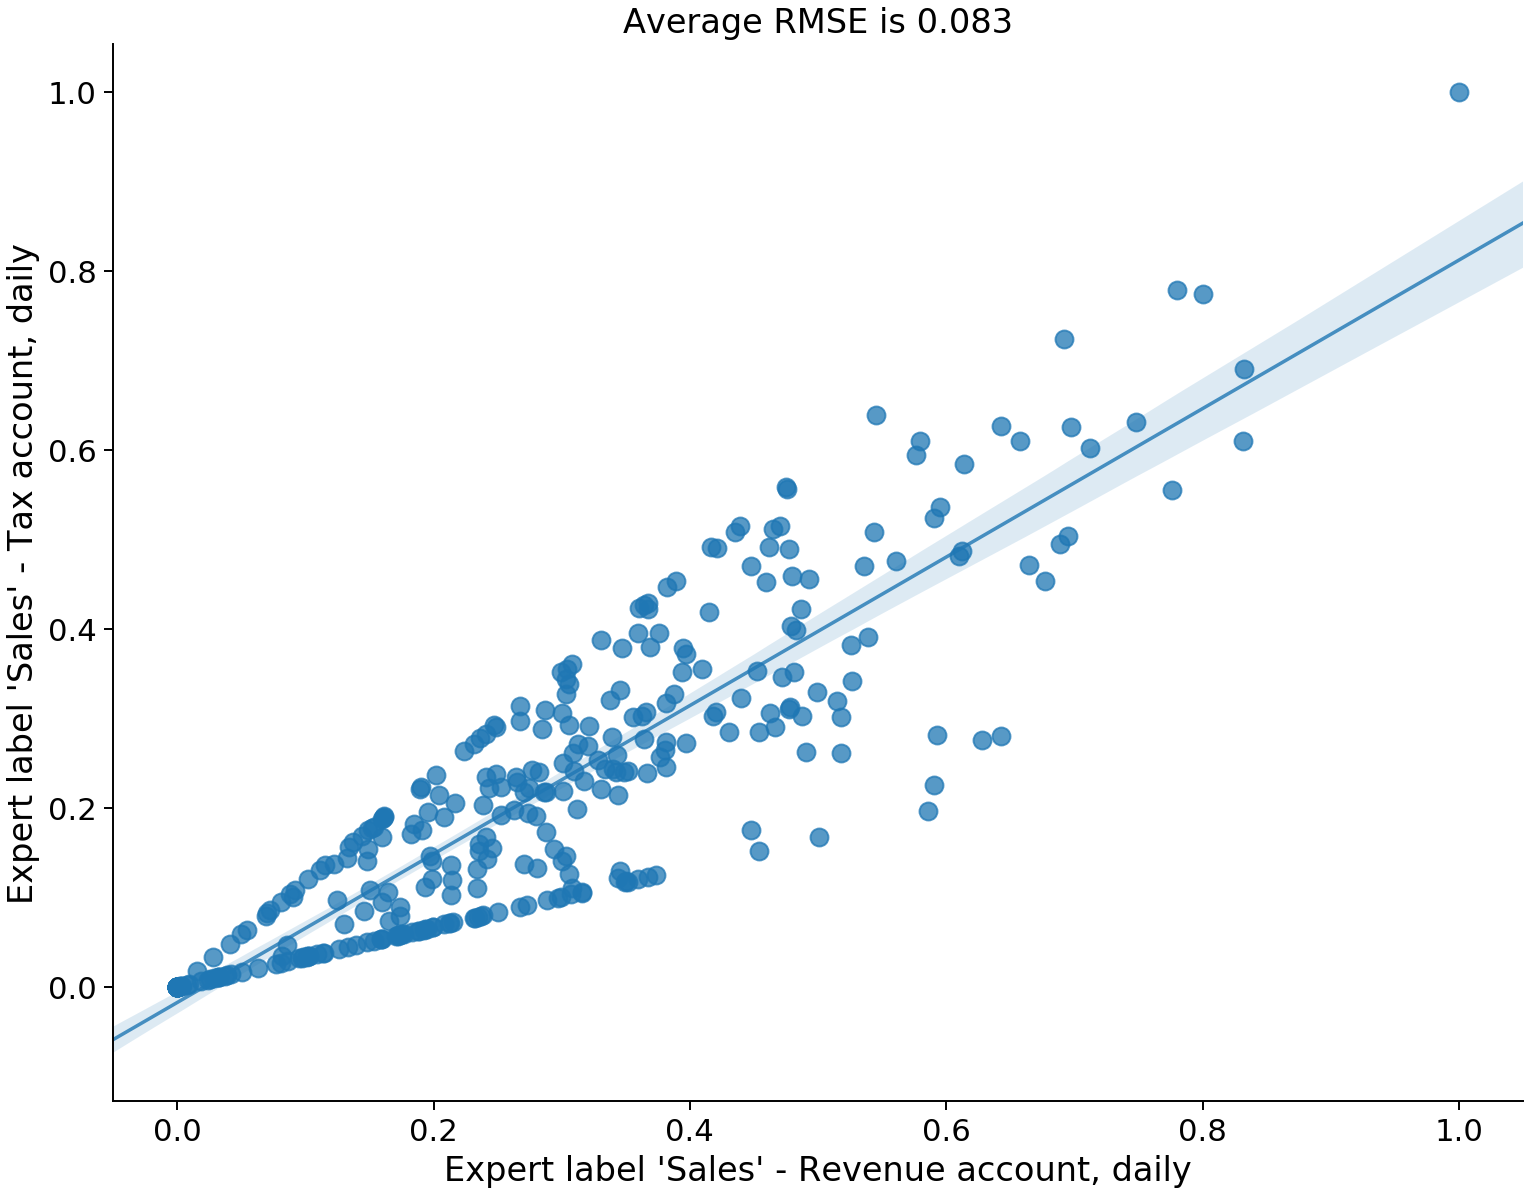 Average RMSE is 0.083
1.0
0.8
0.6
0.4
0.2
0.0
Expert label 'Sales' - Tax account, daily
0.0 0.2 0.4 0.6 0.8 1.0
Expert label 'Sales' - Revenue account, daily